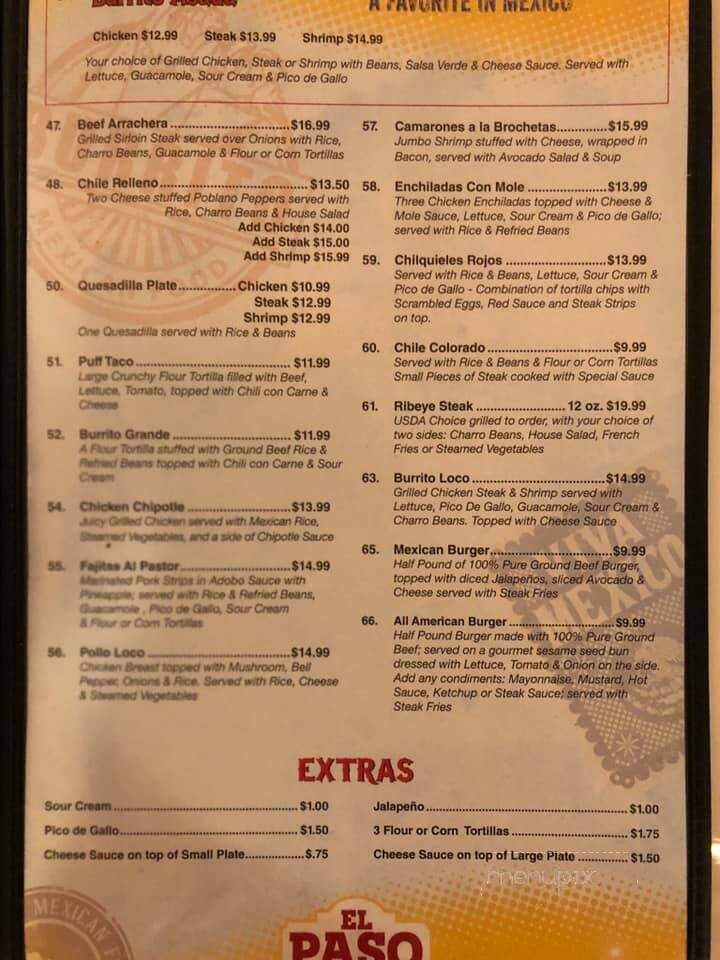 Burrito Asada
A FAVORITE IN MEXICO
Chicken $12.99 Steak $13.99 Shrimp $14.99
Your choice of Grilled Chicken, Steak or Shrimp with Beans, Salsa Verde & Cheese Sauce. Served with
Lettuce, Guacamole, Sour Cream & Pico de Gallo
47. Beef Arrachera ..............................$16.99
Grilled Sirloin Steak served over Onions with Rice,
Charro Beans, Guacamole & Flour or Corn Tortillas
48. Chile Relleno.....................................$13.50
Two Cheese stuffed Poblano Peppers served with
Rice, Charro Beans & House Salad
Add Chicken $14.00
Add Steak $15.00
Add Shrimp $15.99
50. Quesadilla Plate..............Chicken $10.99
Steak $12.99
Shrimp $12.99
One Quesadilla served with Rice & Beans
51. Puff Taco....................................... $11.99
Large Crunchy Flour Tortilla filled with Beef,
Lettuce, Tomato, topped with Chili con Carne &
Cheese
52. Burrito Grande ............................. $11.99
A Flour Tortilla stuffed with Ground Beef Rice &
Refried Beans topped with Chili con Carne & Sour
Cream
54. Chicken Chipotle ..........................$13.99
Juicy Grilled Chicken served with Mexican Rice,
Steamed Vegetables, and a side of Chipotle Sauce
55. Fajitas Al Pastor............................$14.99
Marinated Pork Strips in Adobo Sauce with
Pineapple, served with Rice & Refried Beans,
Guacamole , Pico de Gallo, Sour Cream
& Flour or Corn Tortillas
56. Pollo Loco.....................................$14.99
Chicken Breast topped with Mushroom, Bell
Pepper, Onions & Rice. Served with Rice, Cheese
& Steamed Vegetables
57. Camarones a la Brochetas.............$15.99
Jumbo Shrimp stuffed with Cheese, wrapped in
Bacon, served with Avocado Salad & Soup
58. Enchiladas Con Mole ....................$13.99
Three Chicken Enchiladas topped with Cheese &
Mole Sauce, Lettuce, Sour Cream & Pico de Gallo;
served with Rice & Refried Beans
59. Chilquieles Rojos .........................$13.99
Served with Rice & Beans, Lettuce, Sour Cream &
Pico de Gallo - Combination of tortilla chips with
Scrambled Eggs, Red Sauce and Steak Strips
on top.
60. Chile Colorado ...............................$9.99
Served with Rice & Beans & Flour or Corn Tortillas
Small Pieces of Steak cooked with Special Sauce
61. Ribeye Steak ...................... 12 oz. $19.99
USDA Choice grilled to order, with your choice of
two sides: Charro Beans, House Salad, French
Fries or Steamed Vegetables
63. Burrito Loco ..................................$14.99
Grilled Chicken Steak & Shrimp served with
Lettuce, Pico De Gallo, Guacamole, Sour Cream &
Charro Beans. Topped with Cheese Sauce
65. Mexican Burger..............................$9.99
Half Pound of 100% Pure Ground Beef Burger,
topped with diced Jalapeños, sliced Avocado &
Cheese served with Steak Fries
66. All American Burger ..........................$9.99
Half Pound Burger made with 100% Pure Ground
Beef; served on a gourmet sesame seed bun
dressed with Lettuce, Tomato & Onion on the side.
Add any condiments: Mayonnaise, Mustard, Hot
Sauce, Ketchup or Steak Sauce; served with
Steak Fries
VIVA
MEXICO
EXTRAS
Sour Cream .............................................. $1.00
Pico de Gallo............................................. $1.50
Cheese Sauce on top of Small Plate...............$.75
Jalapeño.................................................. $1.00
3 Flour or Corn Tortillas ............................. $1.75
Cheese Sauce on top of Large Plate ............. $1.50
menupix
MEXICAN F
EL
PASO